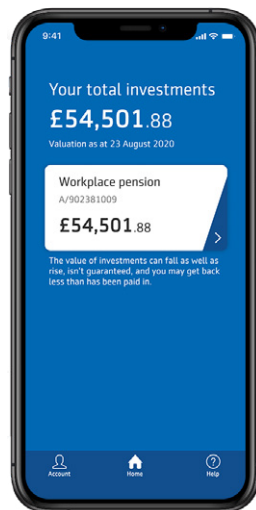 9:41
Your total investments
£54,501.88
Valuation as at 23 August 2020
Workplace pension
A/902381009
£54,501.88
The value of investments can fall as well as
rise, isn't guaranteed, and you may get back
less than has been paid in.
Account
Home
?
Help